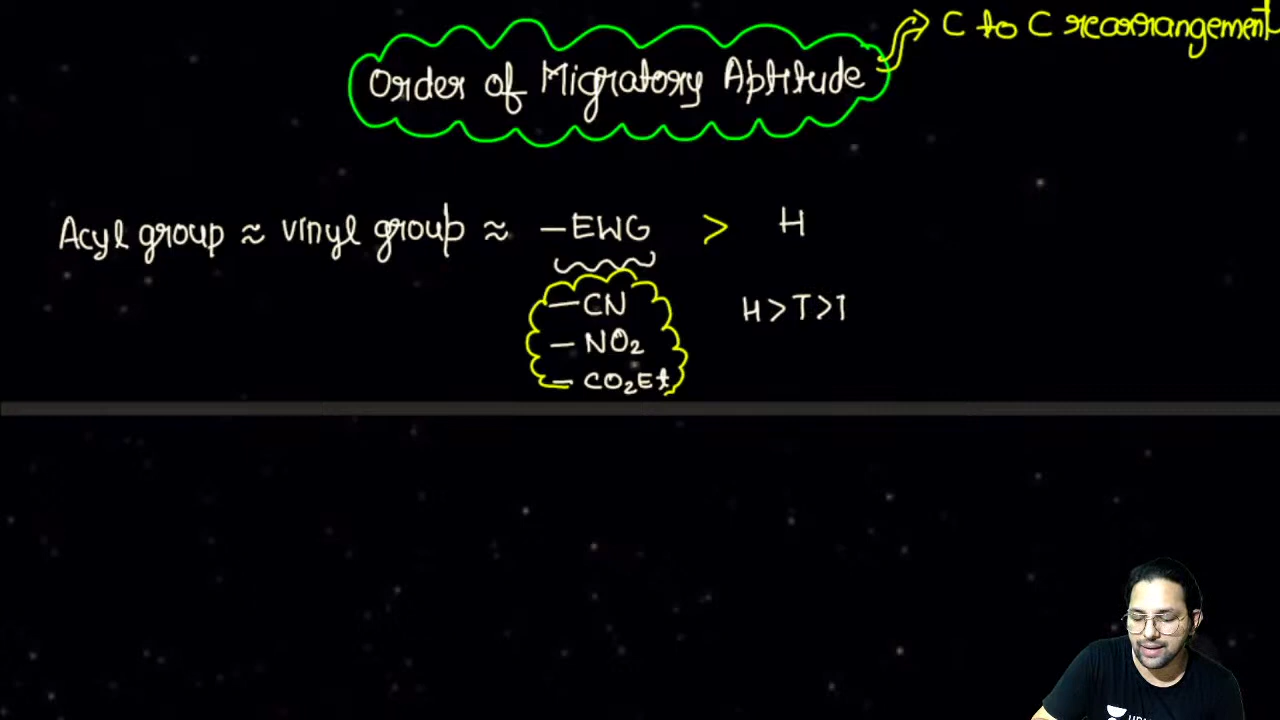 C to C rearrangement
Order of Migratory Aptitude
Acyl group ≈ vinyl group ≈ –EWG > H
–CN
–NO₂
–CO₂Et
H > T > T